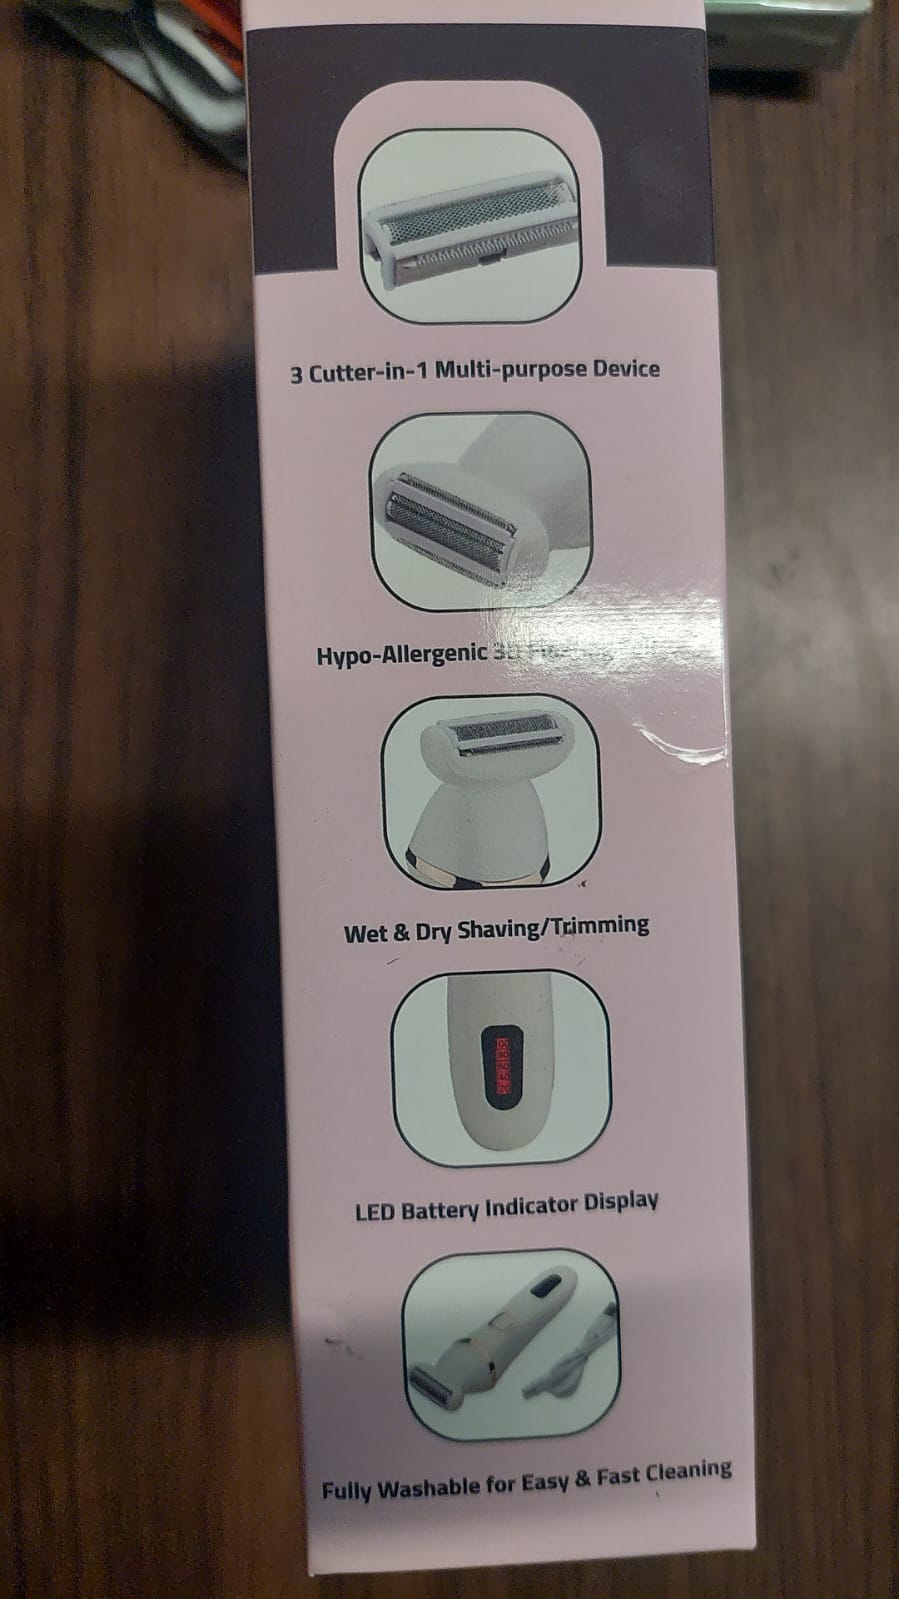 3 Cutter-in-1 Multi-purpose Device
Hypo-Allergenic 3D
Wet & Dry Shaving/Trimming
LED Battery Indicator Display
Fully Washable for Easy & Fast Cleaning